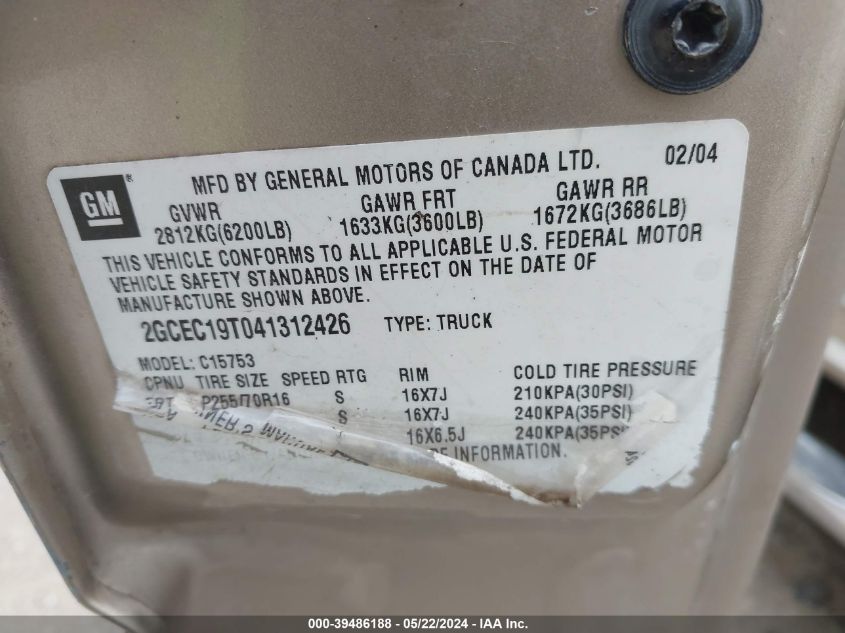 GM ®
MFD BY GENERAL MOTORS OF CANADA LTD. 02/04
GVWR GAWR FRT GAWR RR
2812KG(6200LB) 1633KG(3600LB) 1672KG(3686LB)
THIS VEHICLE CONFORMS TO ALL APPLICABLE U.S. FEDERAL MOTOR
VEHICLE SAFETY STANDARDS IN EFFECT ON THE DATE OF
MANUFACTURE SHOWN ABOVE.
2GCEC19T041312426 TYPE: TRUCK
MODEL: C15753
CPNU TIRE SIZE SPEED RTG RIM COLD TIRE PRESSURE
P255/70R16 S 16X7J 210KPA(30PSI)
S 16X7J 240KPA(35PSI)
16X6.5J 240KPA(35PSI
INFORMATION.
000-39486188 - 05/22/2024 - IAA Inc.